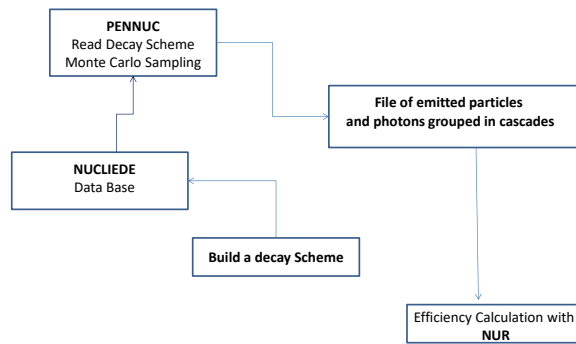 PENNUC
Read Decay Scheme
Monte Carlo Sampling
File of emitted particles
and photons grouped in cascades
NUCLIEDE
Data Base
Build a decay Scheme
Efficiency Calculation with
NUR